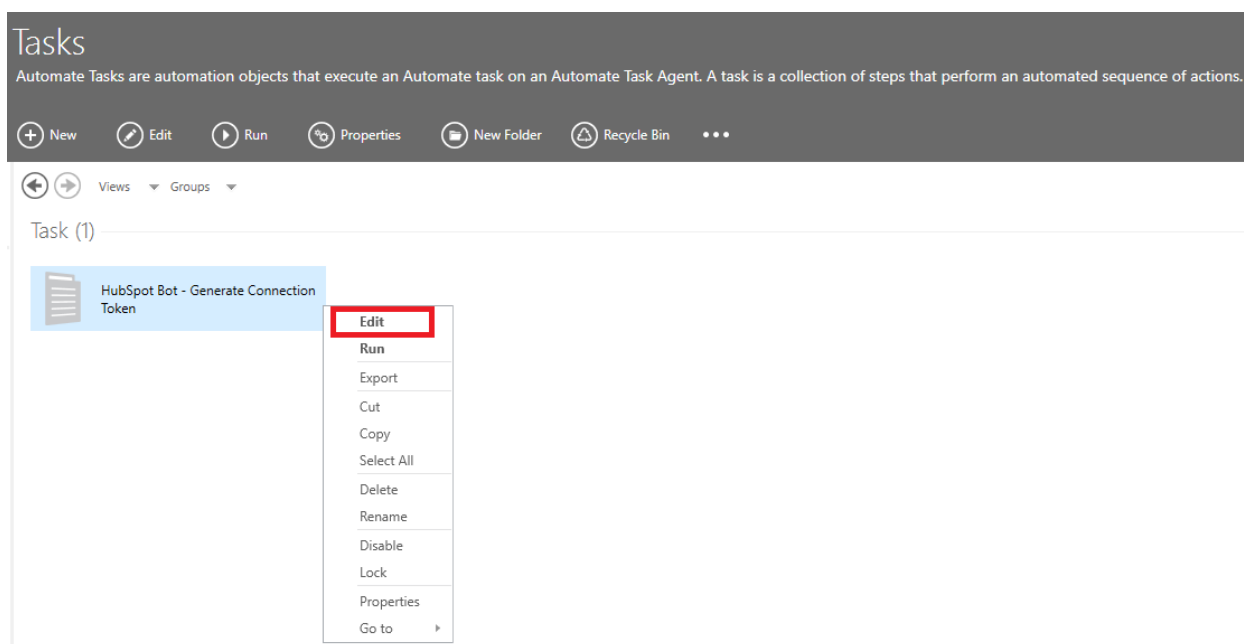 Tasks
Automate Tasks are automation objects that execute an Automate task on an Automate Task Agent. A task is a collection of steps that perform an automated sequence of actions.
New Edit Run Properties New Folder Recycle Bin •••
Views Groups
Task (1)
HubSpot Bot - Generate Connection
Token
Edit
Run
Export
Cut
Copy
Select All
Delete
Rename
Disable
Lock
Properties
Go to